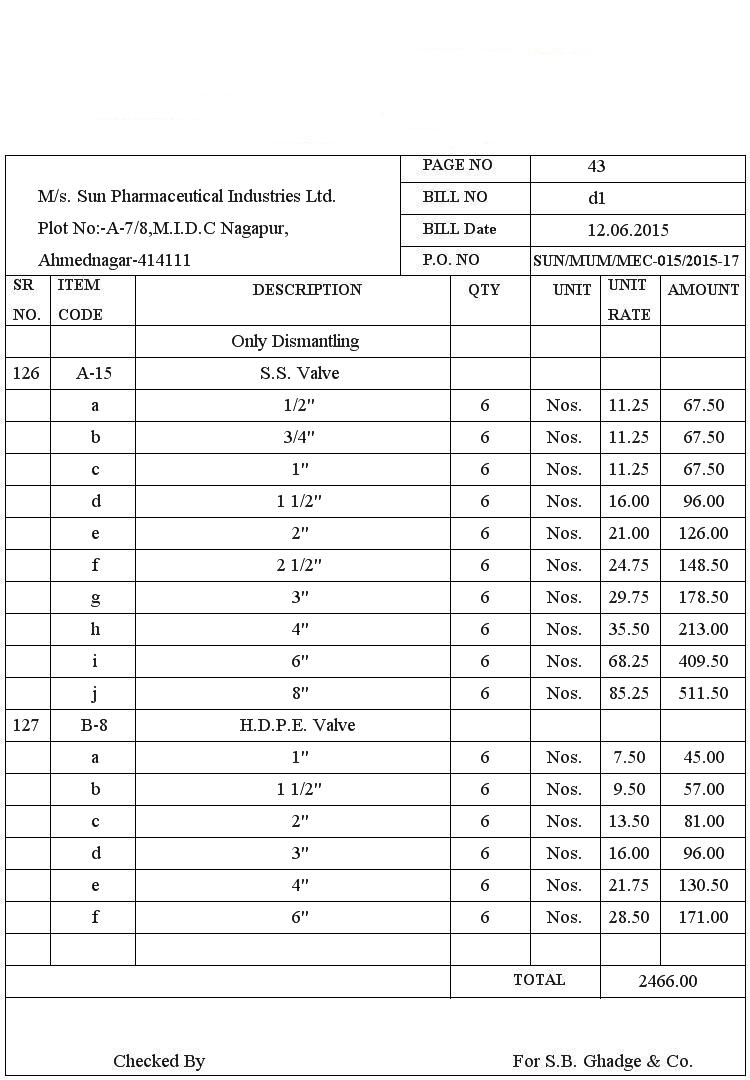 PAGE NO 43
M/s. Sun Pharmaceutical Industries Ltd. BILL NO d1
Plot No:-A-7/8,M.I.D.C Nagapur, BILL Date 12.06.2015
Ahmednagar-414111 P.O. NO SUN/MUM/MEC-015/2015-17
SR NO. ITEM CODE DESCRIPTION QTY UNIT UNIT RATE AMOUNT
Only Dismantling
126 A-15 S.S. Valve
a 1/2" 6 Nos. 11.25 67.50
b 3/4" 6 Nos. 11.25 67.50
c 1" 6 Nos. 11.25 67.50
d 1 1/2" 6 Nos. 16.00 96.00
e 2" 6 Nos. 21.00 126.00
f 2 1/2" 6 Nos. 24.75 148.50
g 3" 6 Nos. 29.75 178.50
h 4" 6 Nos. 35.50 213.00
i 6" 6 Nos. 68.25 409.50
j 8" 6 Nos. 85.25 511.50
127 B-8 H.D.P.E. Valve
a 1" 6 Nos. 7.50 45.00
b 1 1/2" 6 Nos. 9.50 57.00
c 2" 6 Nos. 13.50 81.00
d 3" 6 Nos. 16.00 96.00
e 4" 6 Nos. 21.75 130.50
f 6" 6 Nos. 28.50 171.00
TOTAL 2466.00
Checked By For S.B. Ghadge & Co.